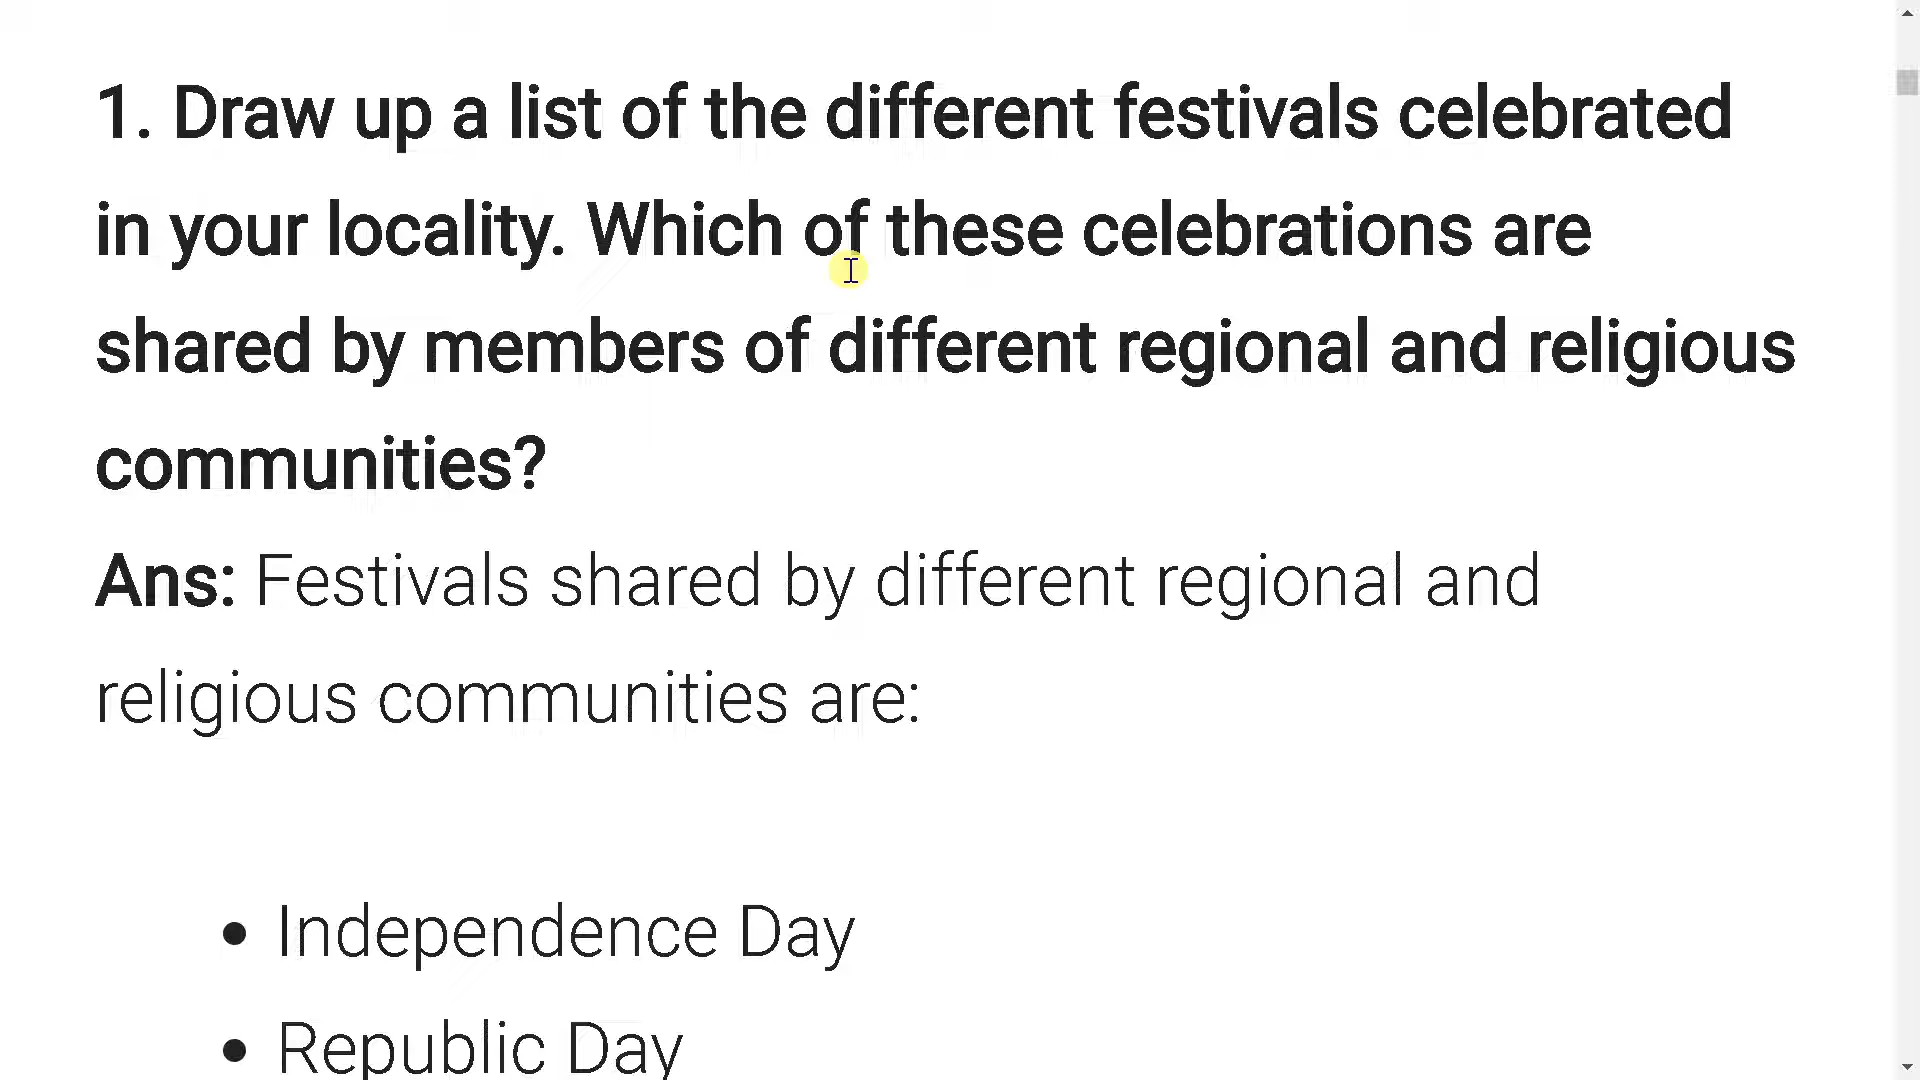 1. Draw up a list of the different festivals celebrated
in your locality. Which of these celebrations are
shared by members of different regional and religious
communities?
Ans: Festivals shared by different regional and
religious communities are:
• Independence Day
• Republic Day